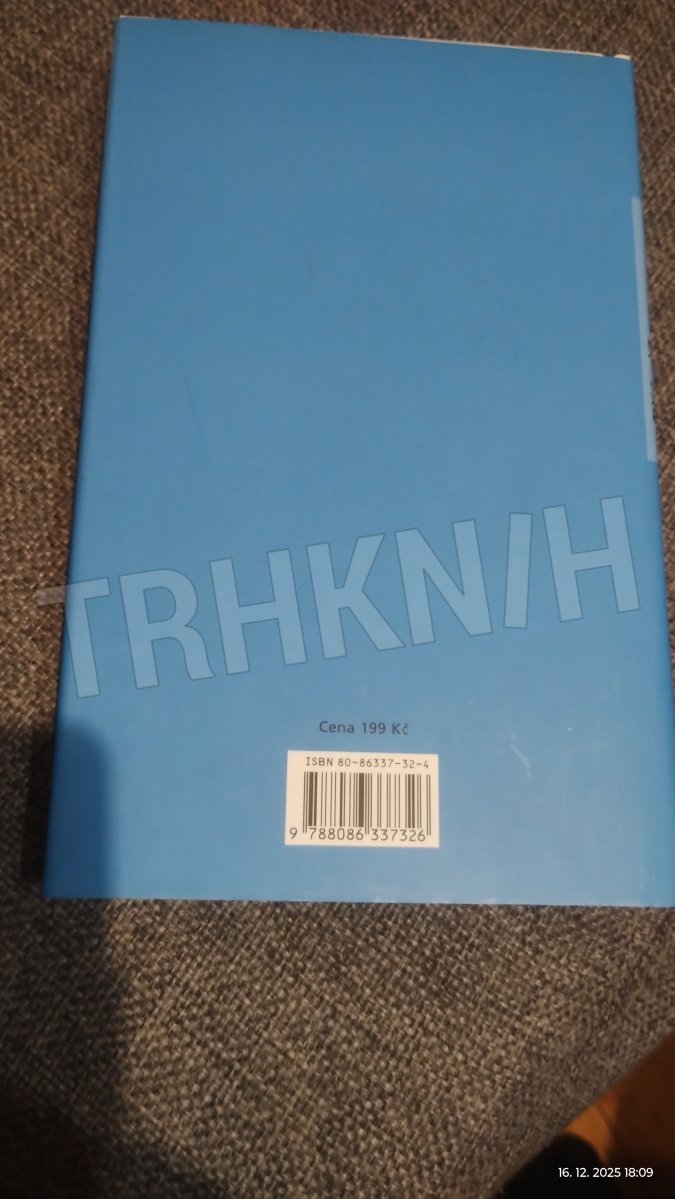 TRHKNIH
Cena 199 Kč
ISBN 80-86337-32-4
9 788086 337326
16. 12. 2025 18:09